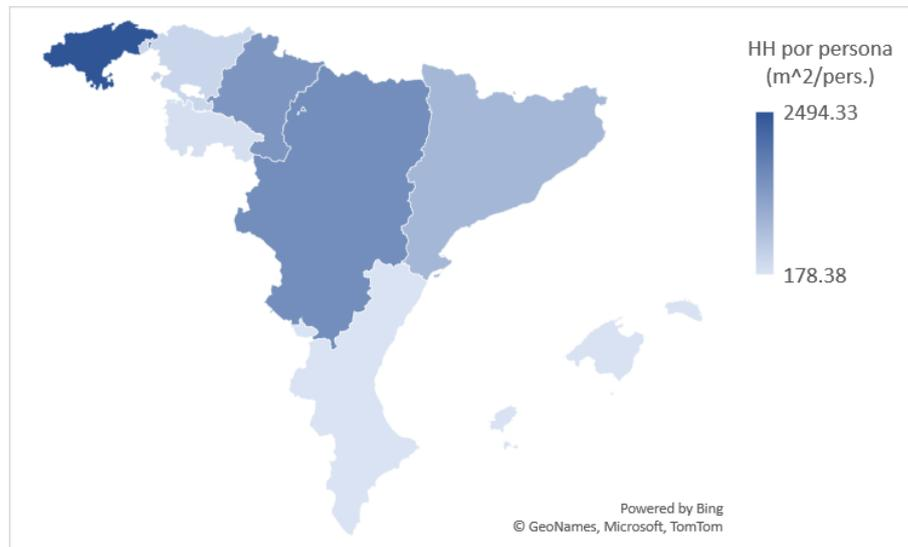 HH por persona
(m^2/pers.)
2494.33
178.38
Powered by Bing
© GeoNames, Microsoft, TomTom